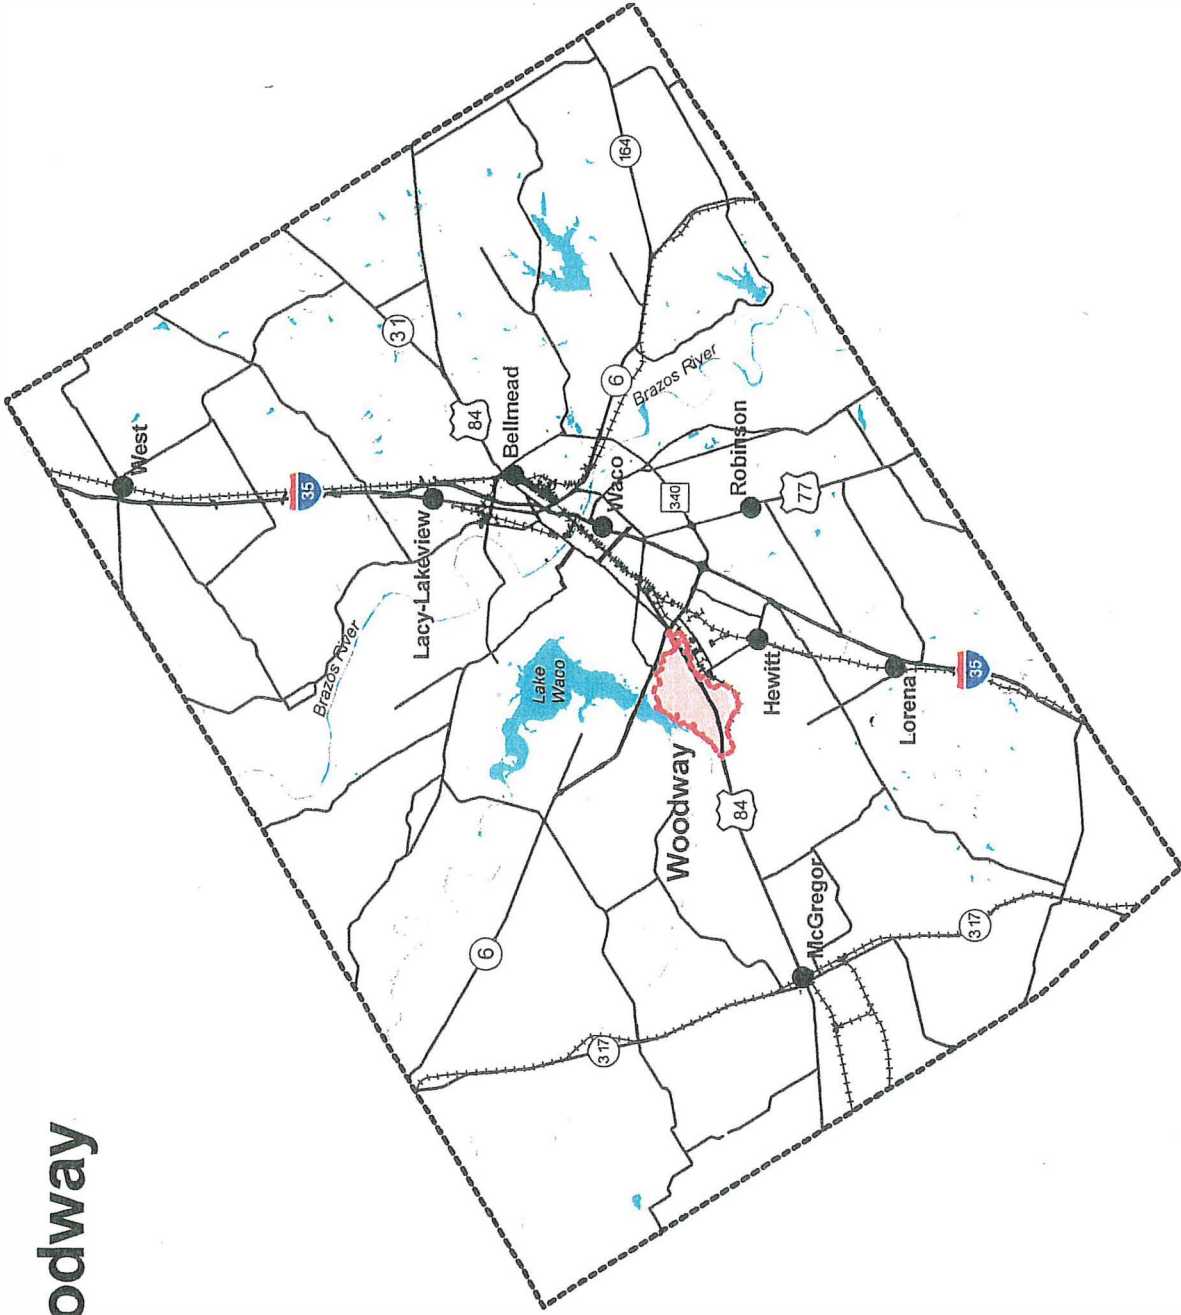 odway
West
35
31
84
Bellmead
Lacy-Lakeview
164
6
Brazos River
Waco
340
Robinson
77
Brazos River
Lake
Waco
Hewitt
Lorena
35
Woodway
84
McGregor
6
317
317